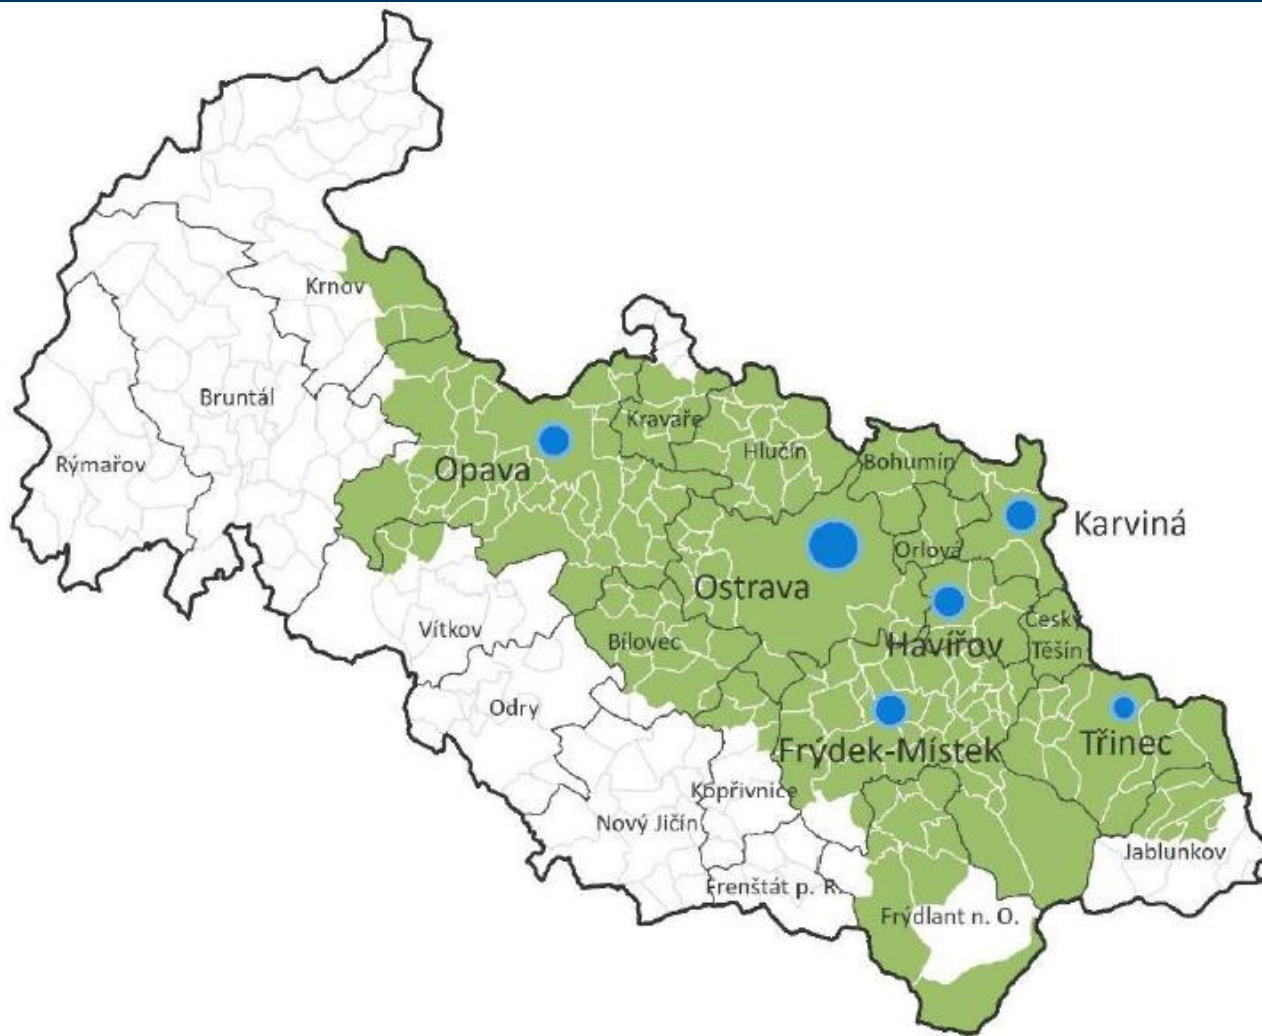 Krnov
Bruntál
Rýmařov
Kravaře
Hlučín
Bohumín
Opava
Karviná
Orlová
Ostrava
Český
Těšín
Havířov
Vítkov
Bílovec
Odry
Frýdek-Místek
Třinec
Kopřivnice
Nový Jičín
Jablunkov
Frenštát p. R.
Frýdlant n. O.